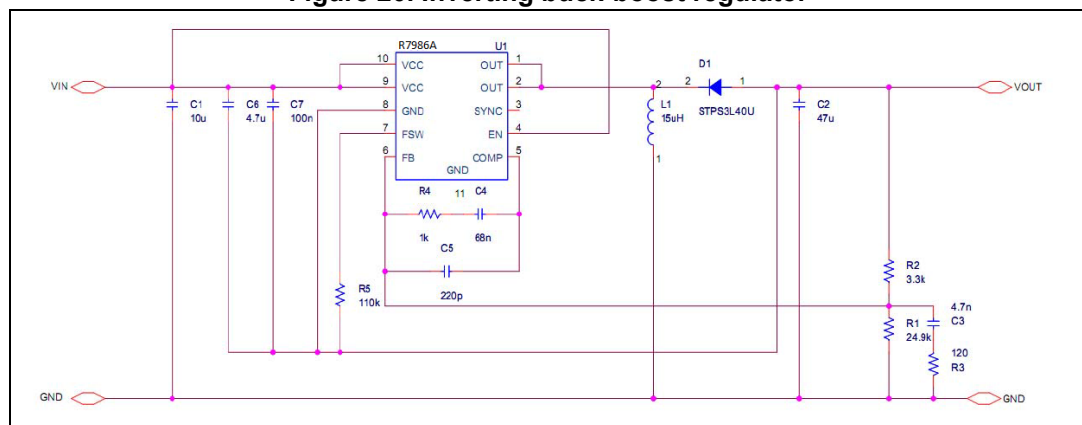 Inverting buck boost regulator
R7986A U1
10 VCC OUT 1
9 VCC OUT 2
8 GND SYNC 3
7 FSW EN 4
6 FB COMP 5
GND
11
VIN
C1
10u
C6
4.7u
C7
100n
R4
1k
C4
68n
C5
220p
R5
110k
2
L1
15uH
1
D1
2 1
STPS3L40U
C2
47u
VOUT
R2
3.3k
R1
24.9k
4.7n
C3
120
R3
GND
GND